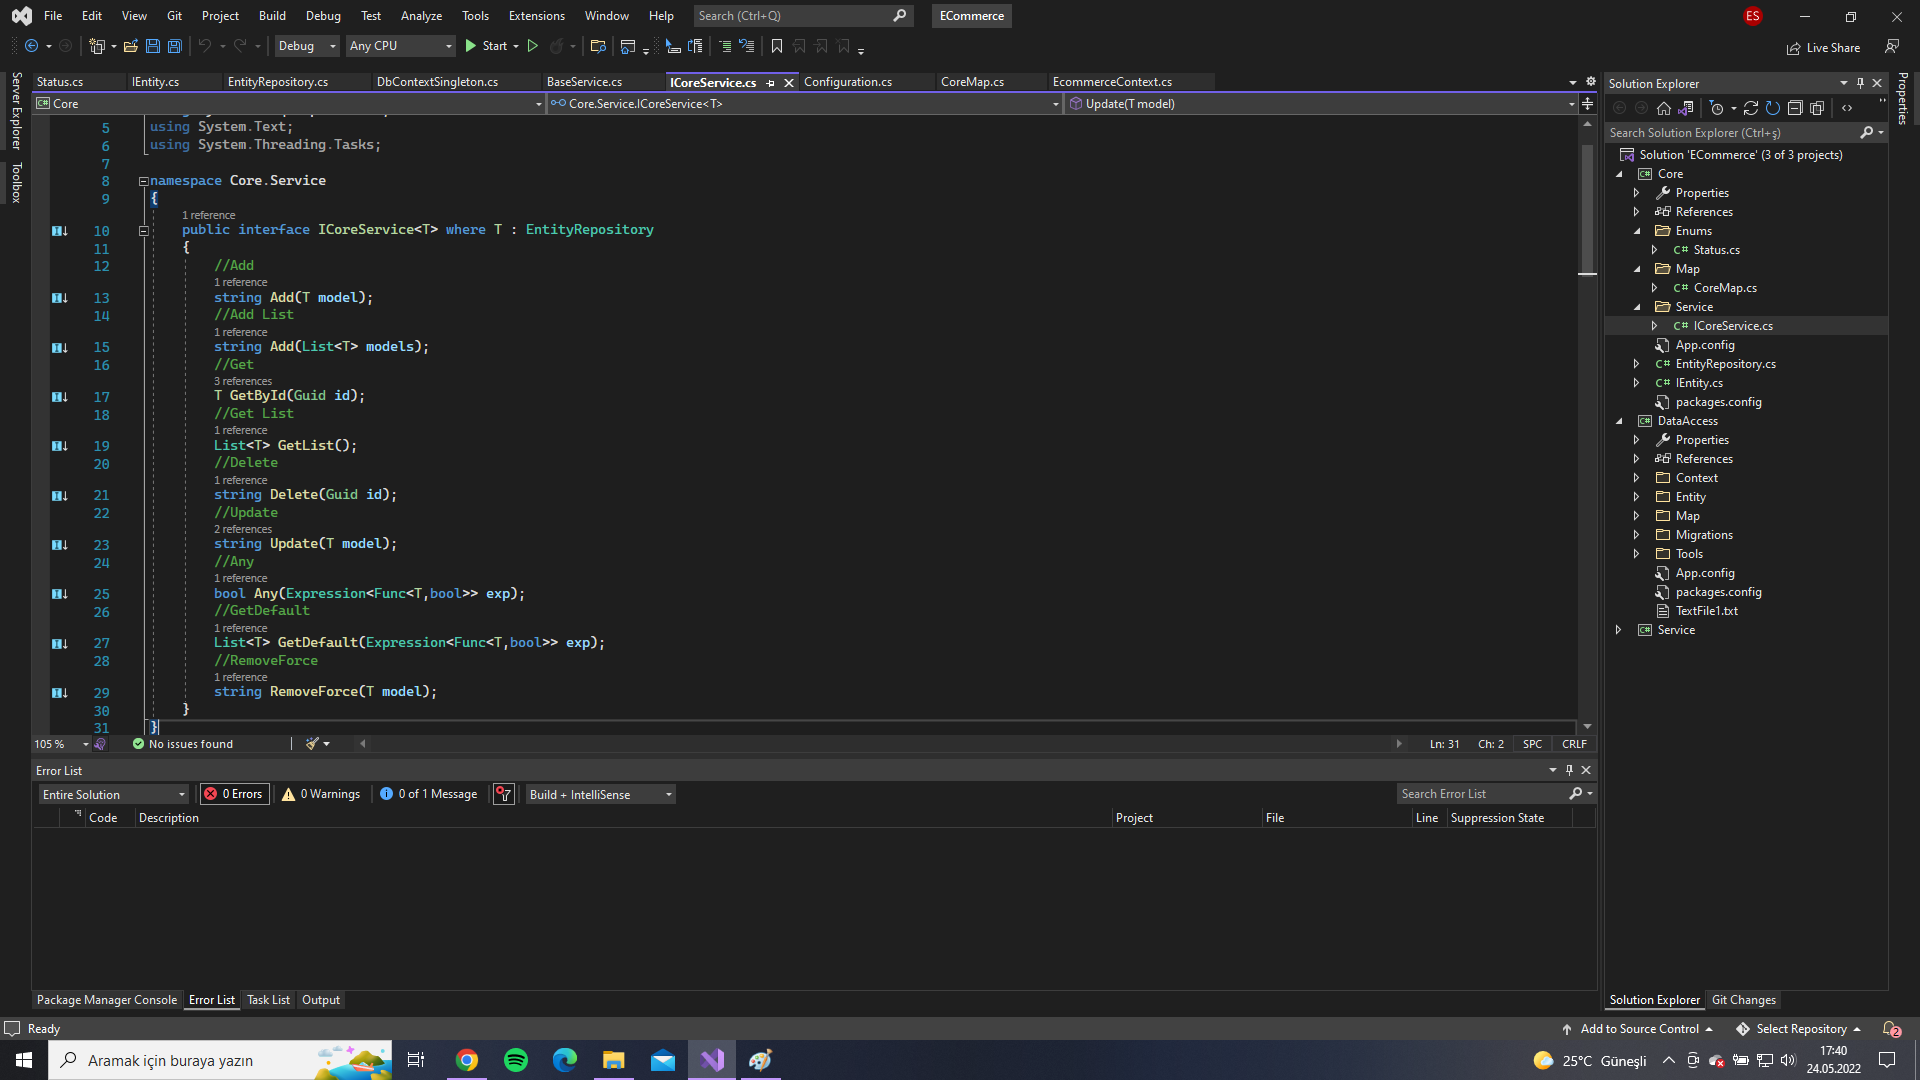 File Edit View Git Project Build Debug Test Analyze Tools Extensions Window Help Search (Ctrl+Q) ECommerce ES
Debug Any CPU Start Live Share
Status.cs IEntity.cs EntityRepository.cs DbContextSingleton.cs BaseService.cs ICoreService.cs Configuration.cs CoreMap.cs EcommerceContext.cs
Core Core.Service.ICoreService<T> Update(T model)
Server Explorer
Toolbox
5 using System.Text;
6 using System.Threading.Tasks;
7
8 namespace Core.Service
9 {
1 reference
10 public interface ICoreService<T> where T : EntityRepository
11 {
12 //Add
1 reference
13 string Add(T model);
14 //Add List
1 reference
15 string Add(List<T> models);
16 //Get
3 references
17 T GetById(Guid id);
18 //Get List
1 reference
19 List<T> GetList();
20 //Delete
1 reference
21 string Delete(Guid id);
22 //Update
2 references
23 string Update(T model);
24 //Any
1 reference
25 bool Any(Expression<Func<T,bool>> exp);
26 //GetDefault
1 reference
27 List<T> GetDefault(Expression<Func<T,bool>> exp);
28 //RemoveForce
1 reference
29 string RemoveForce(T model);
30 }
31 }
105 % No issues found Ln: 31 Ch: 2 SPC CRLF
Error List
Entire Solution 0 Errors 0 Warnings 0 of 1 Message Build + IntelliSense Search Error List
Code Description Project File Line Suppression State
Package Manager Console Error List Task List Output
Solution Explorer
Search Solution Explorer (Ctrl+ş)
Solution 'ECommerce' (3 of 3 projects)
Core
Properties
References
Enums
Status.cs
Map
CoreMap.cs
Service
ICoreService.cs
App.config
EntityRepository.cs
IEntity.cs
packages.config
DataAccess
Properties
References
Context
Entity
Map
Migrations
Tools
App.config
packages.config
TextFile1.txt
Service
Solution Explorer Git Changes
Properties
Ready Add to Source Control Select Repository 2
Aramak için buraya yazın 25°C Güneşli 17:40
24.05.2022